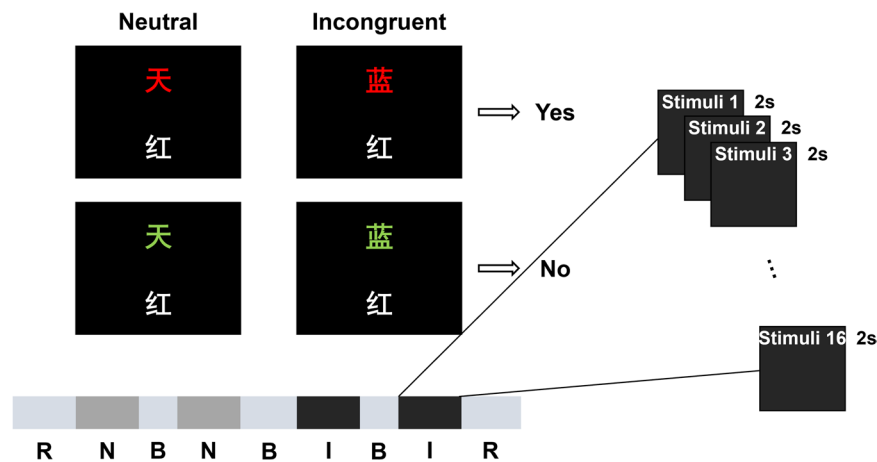 Neutral
Incongruent
天
红
蓝
红
Yes
天
红
蓝
红
No
Stimuli 1 2s
Stimuli 2 2s
Stimuli 3 2s
Stimuli 16 2s
R N B N B I B I R